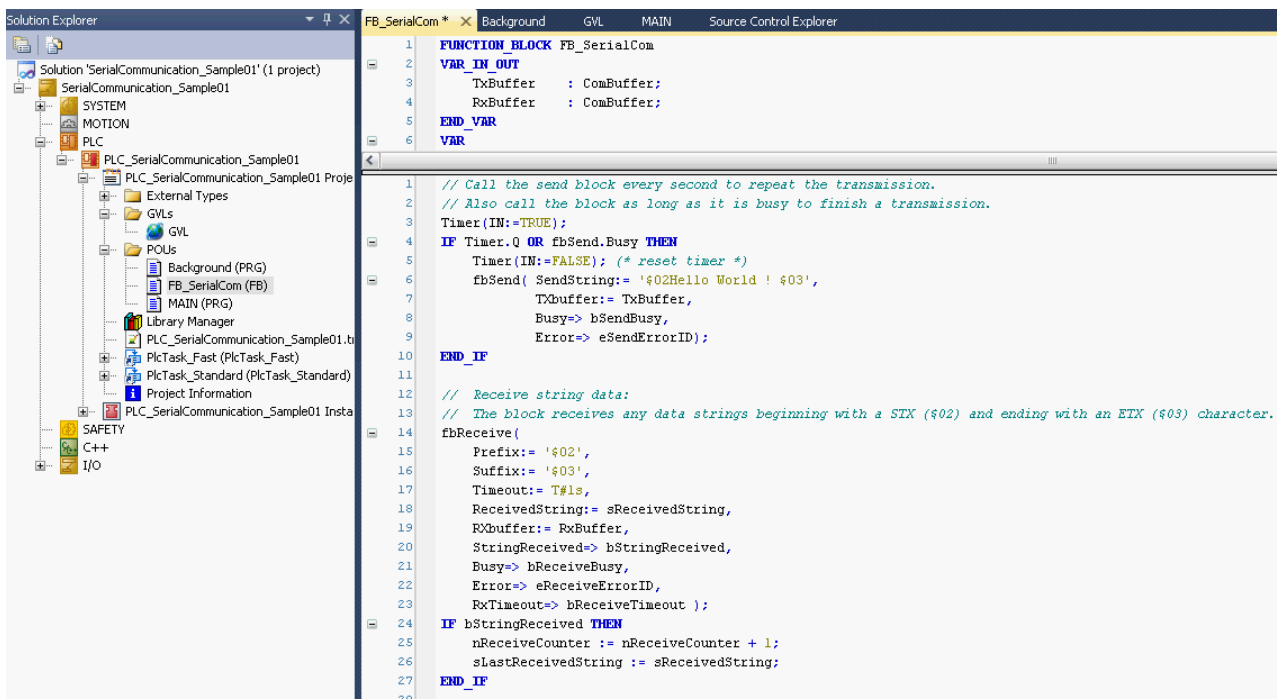 Solution Explorer
Solution 'SerialCommunication_Sample01' (1 project)
SerialCommunication_Sample01
SYSTEM
MOTION
PLC
PLC_SerialCommunication_Sample01
PLC_SerialCommunication_Sample01 Proje
External Types
GVLs
GVL
POUs
Background (PRG)
FB_SerialCom (FB)
MAIN (PRG)
Library Manager
PLC_SerialCommunication_Sample01.t
PlcTask_Fast (PlcTask_Fast)
PlcTask_Standard (PlcTask_Standard)
Project Information
PLC_SerialCommunication_Sample01 Insta
SAFETY
C++
I/O
FB_SerialCom * Background GVL MAIN Source Control Explorer
1 FUNCTION_BLOCK FB_SerialCom
2 VAR_IN_OUT
3 TxBuffer : ComBuffer;
4 RxBuffer : ComBuffer;
5 END_VAR
6 VAR
1 // Call the send block every second to repeat the transmission.
2 // Also call the block as long as it is busy to finish a transmission.
3 Timer(IN:=TRUE);
4 IF Timer.Q OR fbSend.Busy THEN
5 Timer(IN:=FALSE); (* reset timer *)
6 fbSend( SendString:= '$02Hello World ! $03',
7 TXbuffer:= TxBuffer,
8 Busy=> bSendBusy,
9 Error=> eSendErrorID);
10 END_IF
11
12 // Receive string data:
13 // The block receives any data strings beginning with a STX ($02) and ending with an ETX ($03) character.
14 fbReceive(
15 Prefix:= '$02',
16 Suffix:= '$03',
17 Timeout:= T#1s,
18 ReceivedString:= sReceivedString,
19 RXbuffer:= RxBuffer,
20 StringReceived=> bStringReceived,
21 Busy=> bReceiveBusy,
22 Error=> eReceiveErrorID,
23 RxTimeout=> bReceiveTimeout );
24 IF bStringReceived THEN
25 nReceiveCounter := nReceiveCounter + 1;
26 sLastReceivedString := sReceivedString;
27 END_IF